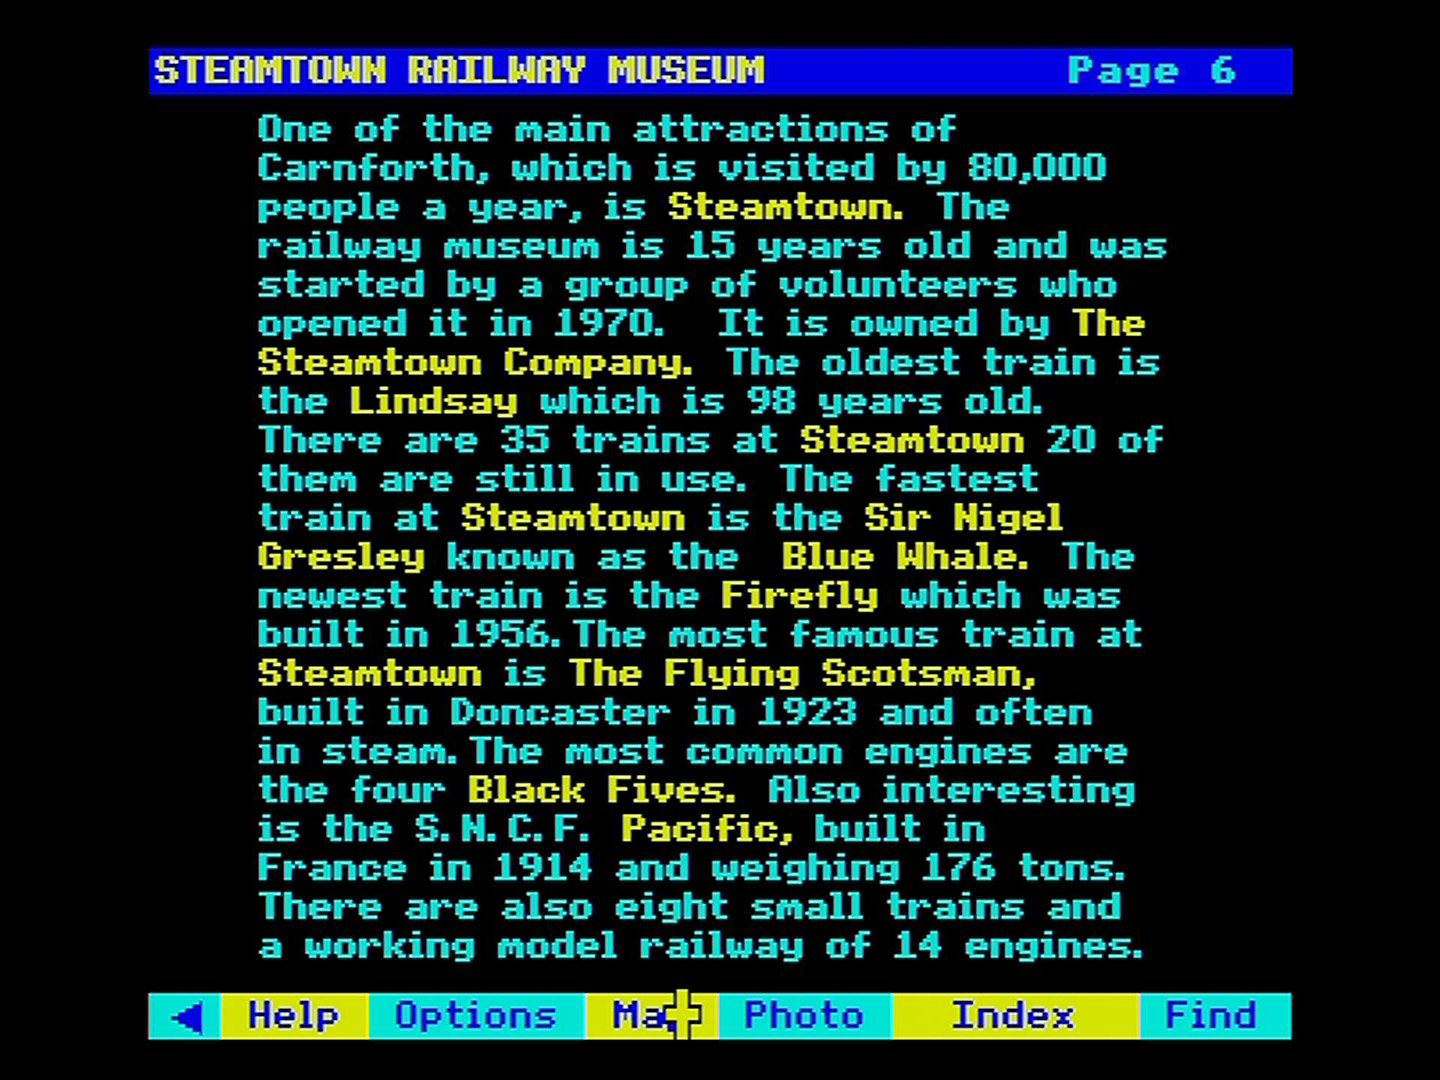 STEAMTOWN RAILWAY MUSEUM Page 6
One of the main attractions of
Carnforth, which is visited by 80,000
people a year, is Steamtown. The
railway museum is 15 years old and was
started by a group of volunteers who
opened it in 1970. It is owned by The
Steamtown Company. The oldest train is
the Lindsay which is 98 years old.
There are 35 trains at Steamtown 20 of
them are still in use. The fastest
train at Steamtown is the Sir Nigel
Gresley known as the Blue Whale. The
newest train is the Firefly which was
built in 1956. The most famous train at
Steamtown is The Flying Scotsman,
built in Doncaster in 1923 and often
in steam. The most common engines are
the four Black Fives. Also interesting
is the S.N.C.F. Pacific, built in
France in 1914 and weighing 176 tons.
There are also eight small trains and
a working model railway of 14 engines.
Help Options Map Photo Index Find